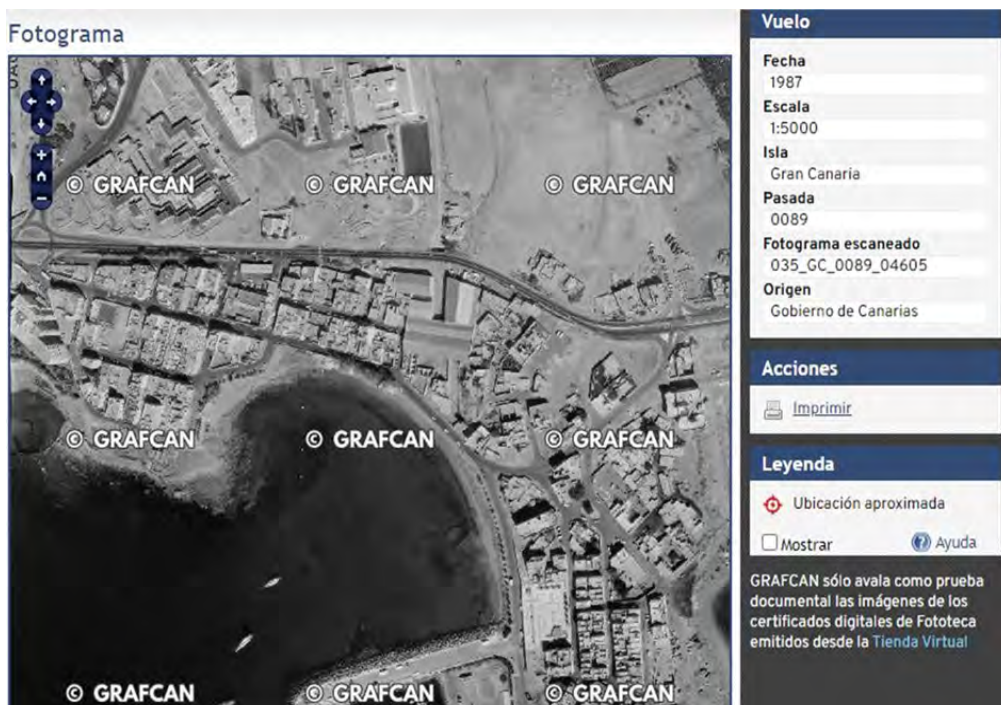 Fotograma
© GRAFCAN © GRAFCAN © GRAFCAN
© GRAFCAN © GRAFCAN © GRAFCAN
© GRAFCAN © GRAFCAN © GRAFCAN
Vuelo
Fecha
1987
Escala
1:5000
Isla
Gran Canaria
Pasada
0089
Fotograma escaneado
035_GC_0089_04605
Origen
Gobierno de Canarias
Acciones
Imprimir
Leyenda
Ubicación aproximada
Mostrar
Ayuda
GRAFCAN sólo avala como prueba
documental las imágenes de los
certificados digitales de Fototeca
emitidos desde la Tienda Virtual